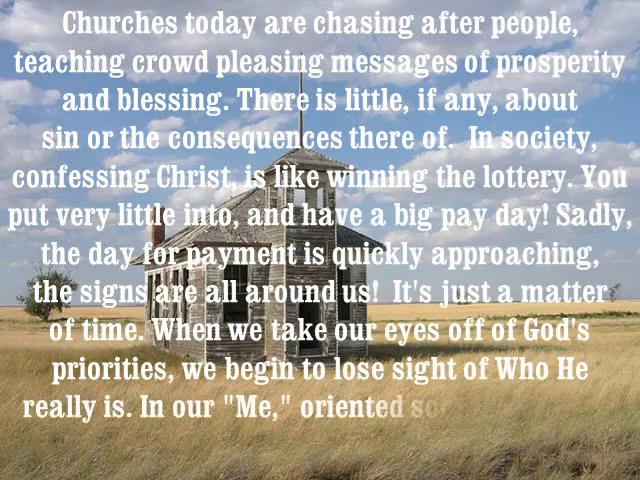 Churches today are chasing after people,
teaching crowd pleasing messages of prosperity
and blessing. There is little, if any, about
sin or the consequences there of. In society,
confessing Christ, is like winning the lottery. You
put very little into, and have a big pay day! Sadly,
the day for payment is quickly approaching,
the signs are all around us! It's just a matter
of time. When we take our eyes off of God's
priorities, we begin to lose sight of Who He
really is. In our "Me," oriented